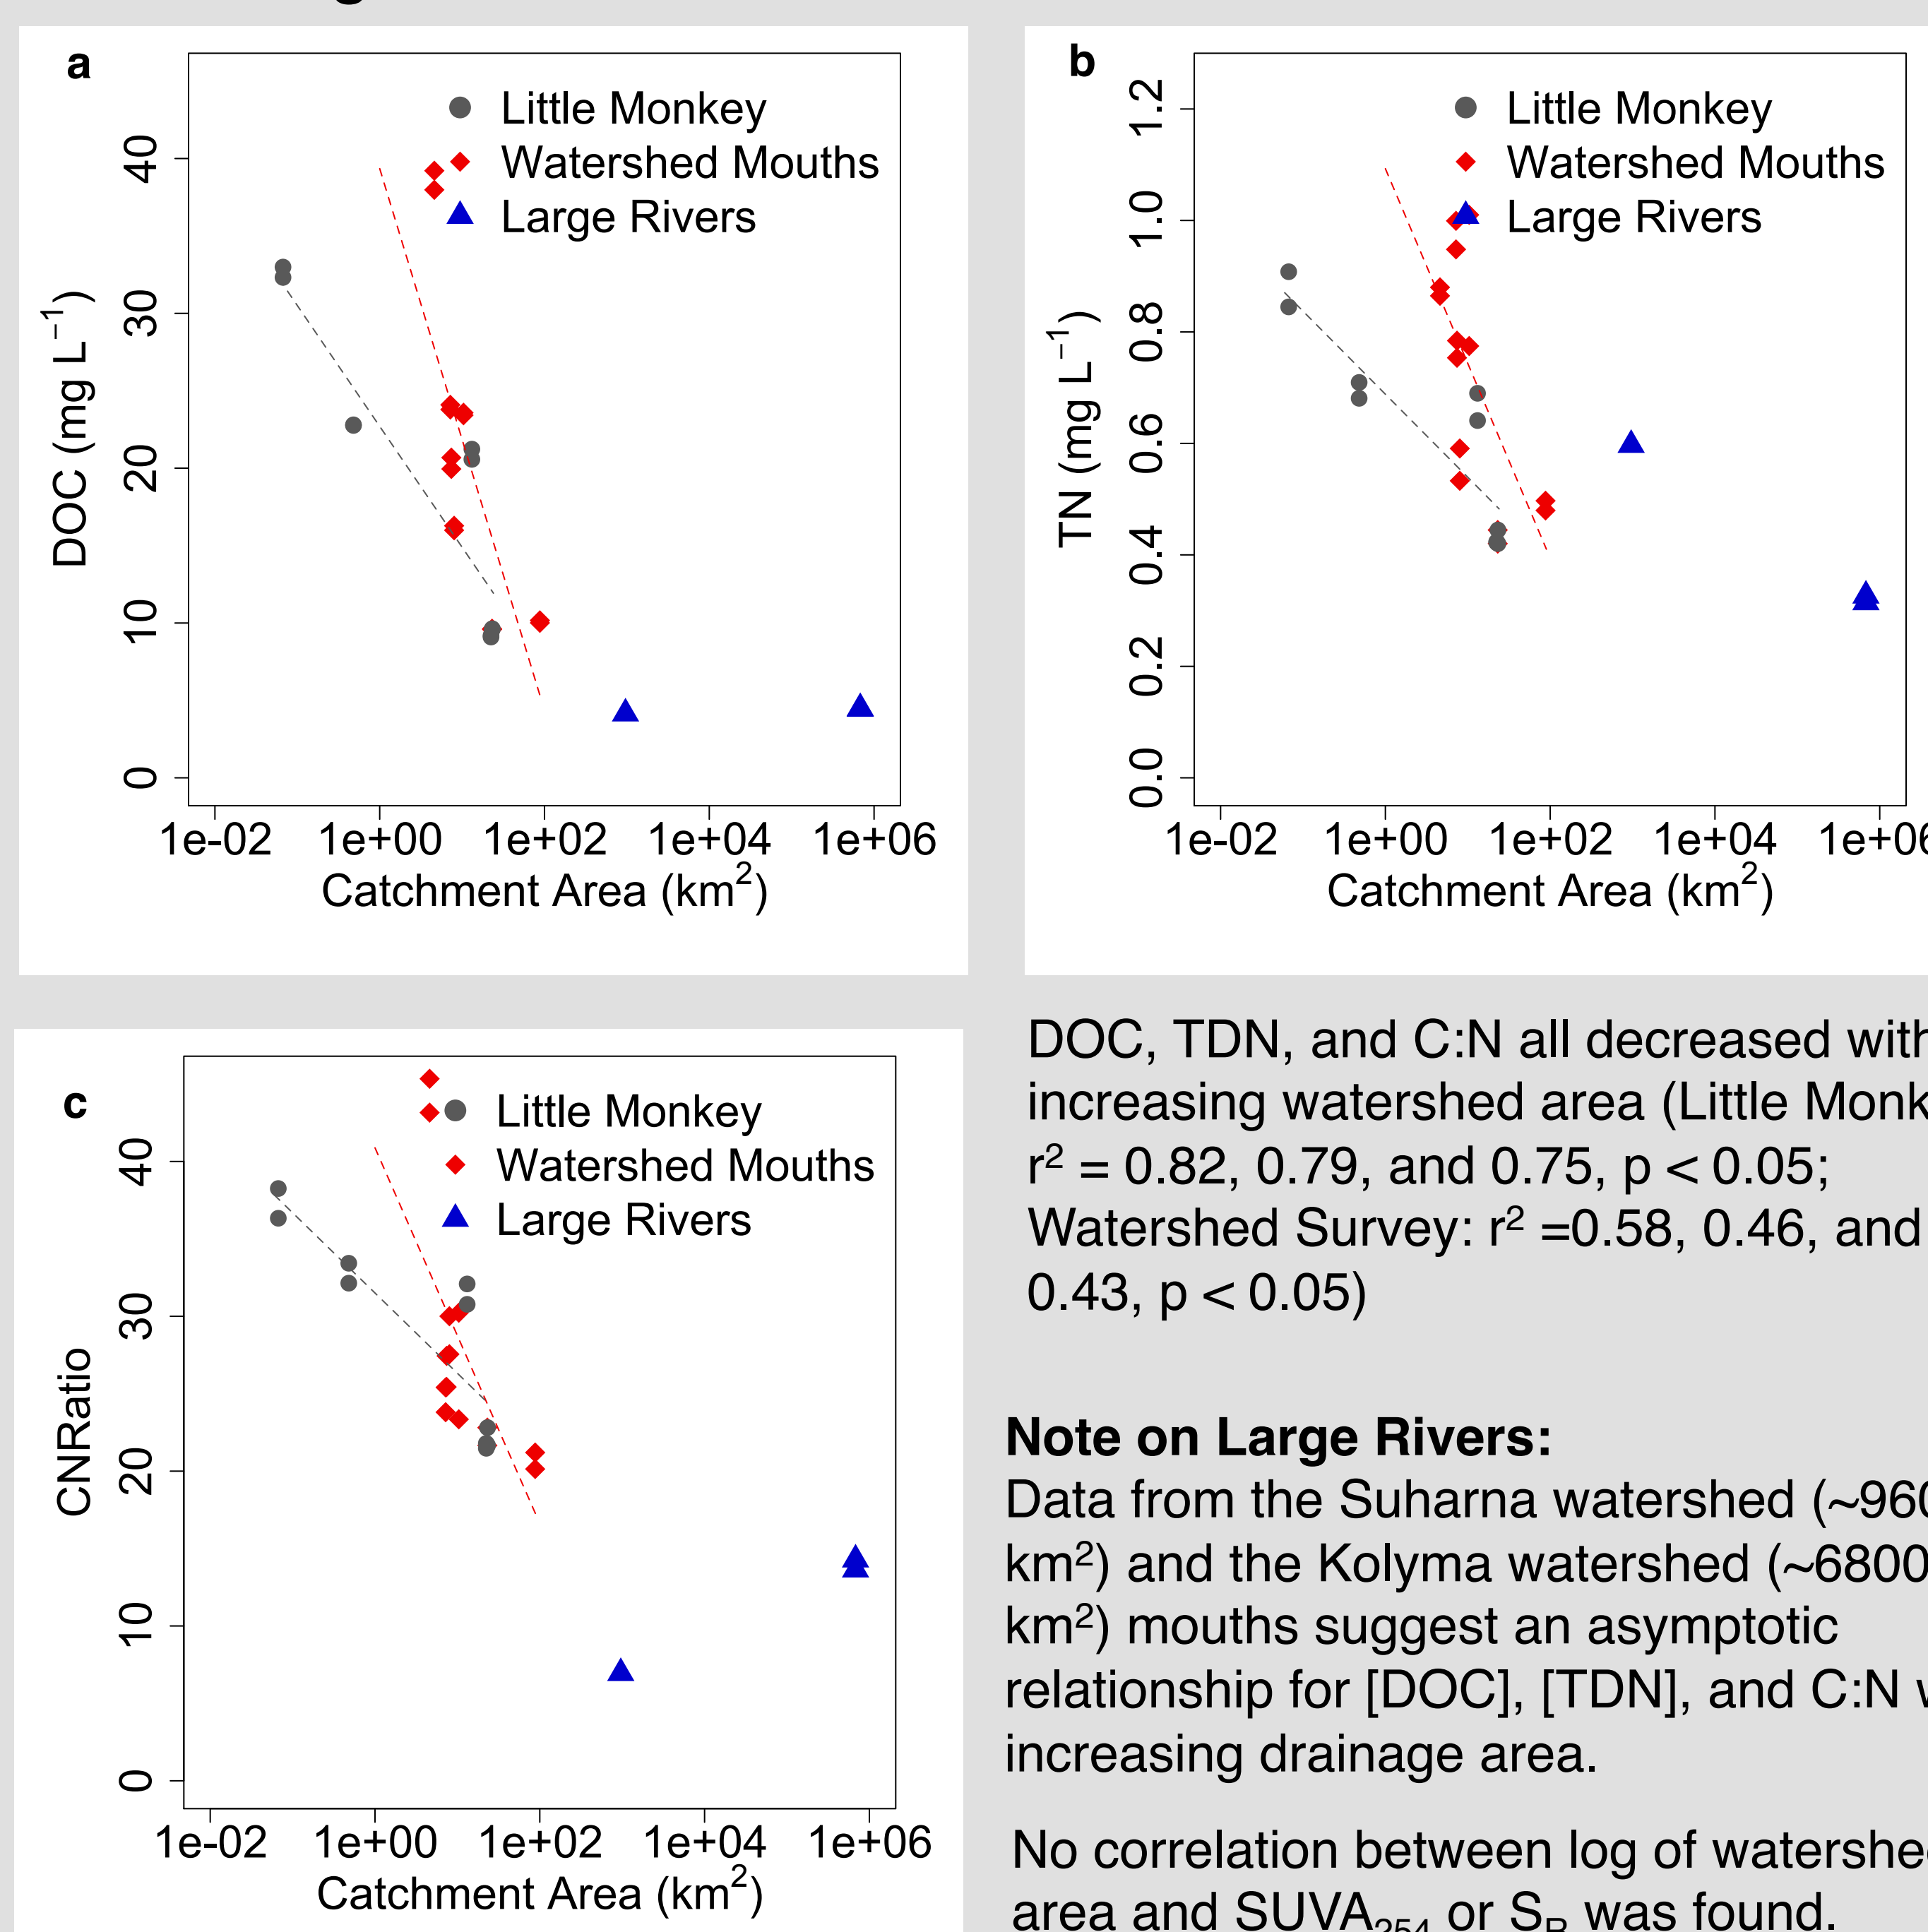 a
Little Monkey
Watershed Mouths
Large Rivers
DOC (mg L⁻¹)
40
30
20
10
0
1e-02 1e+00 1e+02 1e+04 1e+06
Catchment Area (km²)
b
Little Monkey
Watershed Mouths
Large Rivers
TN (mg L⁻¹)
1.2
1.0
0.8
0.6
0.4
0.2
0.0
1e-02 1e+00 1e+02 1e+04
Catchment Area (km²)
c
Little Monkey
Watershed Mouths
Large Rivers
CNRatio
40
30
20
10
0
1e-02 1e+00 1e+02 1e+04 1e+06
Catchment Area (km²)
DOC, TDN, and C:N all decreased with
increasing watershed area (Little
r² = 0.82, 0.79, and 0.75, p < 0.05;
Watershed Survey: r² =0.58, 0.46, and
0.43, p < 0.05)
Note on Large Rivers:
Data from the Suharna watershed
km²) and the Kolyma watershed
km²) mouths suggest an asymptotic
relationship for [DOC], [TDN], and C:N
increasing drainage area.
No correlation between log of
area and SUVA₂₅₄ or S_R was found.